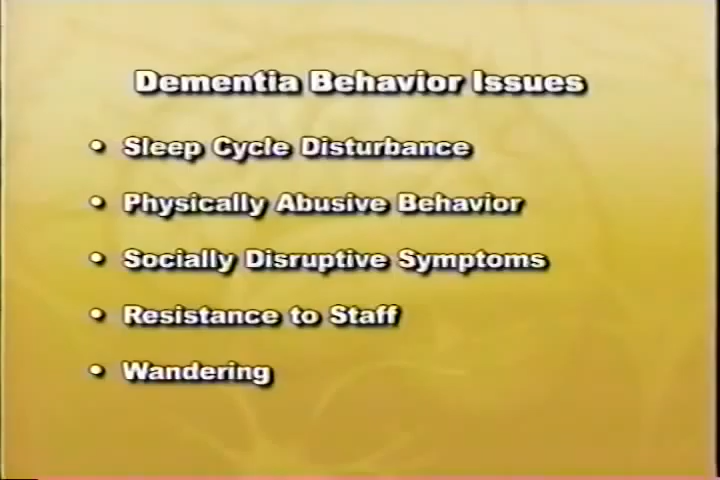 Dementia Behavior Issues
• Sleep Cycle Disturbance
• Physically Abusive Behavior
• Socially Disruptive Symptoms
• Resistance to Staff
• Wandering